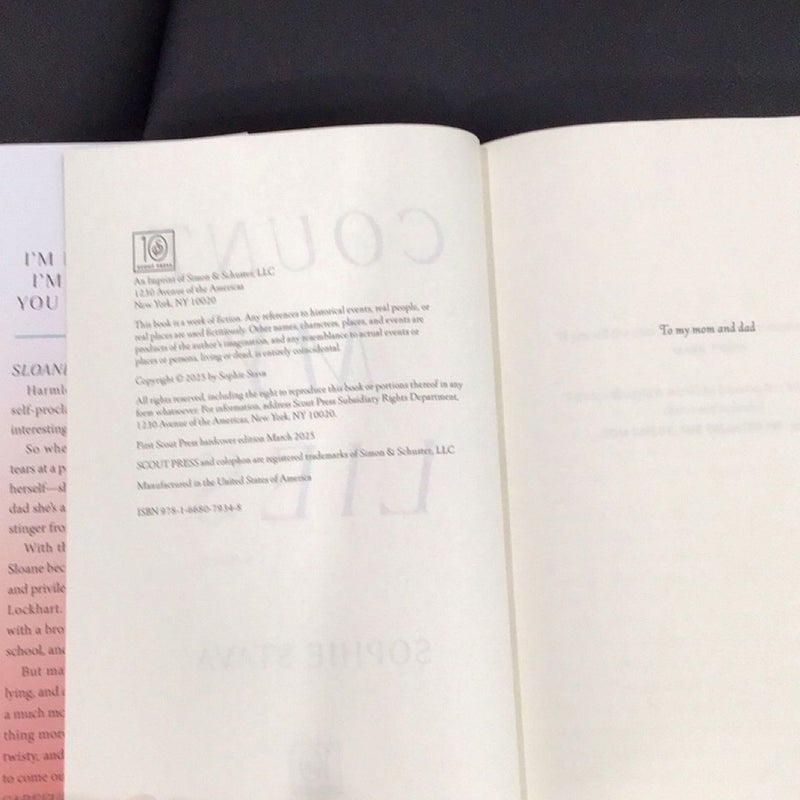 I'M
I'M
YOU
SLOANE
Harml
self-procla
interesting
So whe
tears at a p
herself—sh
dad she's a
stinger fro
With th
Sloane bec
and privile
Lockhart.
with a bro
school, and
But ma
lying, and
a much mo
thing more
twisty, and
to come ou
SCOUT PRESS
An Imprint of Simon & Schuster, LLC
1230 Avenue of the Americas
New York, NY 10020
This book is a work of fiction. Any references to historical events, real people, or
real places are used fictitiously. Other names, characters, places, and events are
products of the author's imagination, and any resemblance to actual events or
places or persons, living or dead, is entirely coincidental.
Copyright © 2025 by Sophie Stava
All rights reserved, including the right to reproduce this book or portions thereof in any
form whatsoever. For information, address Scout Press Subsidiary Rights Department,
1230 Avenue of the Americas, New York, NY 10020.
First Scout Press hardcover edition March 2025
SCOUT PRESS and colophon are registered trademarks of Simon & Schuster, LLC
Manufactured in the United States of America
ISBN 978-1-6680-7934-8
COUNT
NO
LIES
SOPHIE STAVA
To my mom and dad